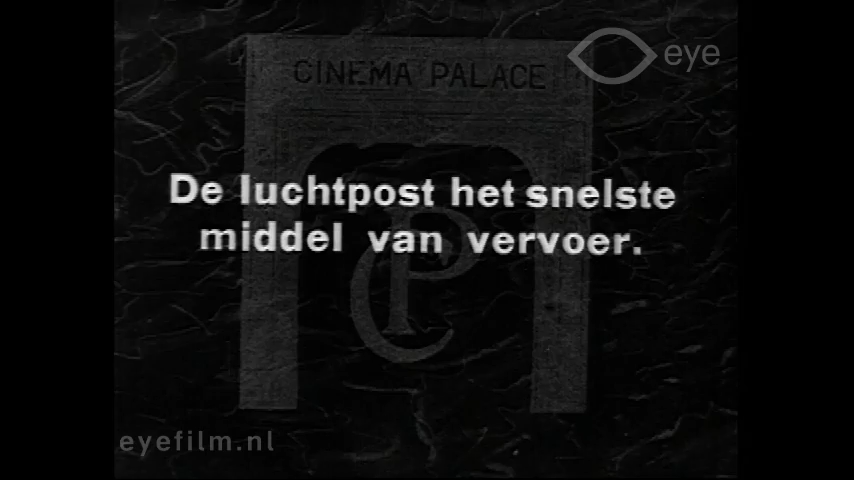 CINEMA PALACE
eye
De luchtpost het snelste
middel van vervoer.
CP
eyefilm.nl